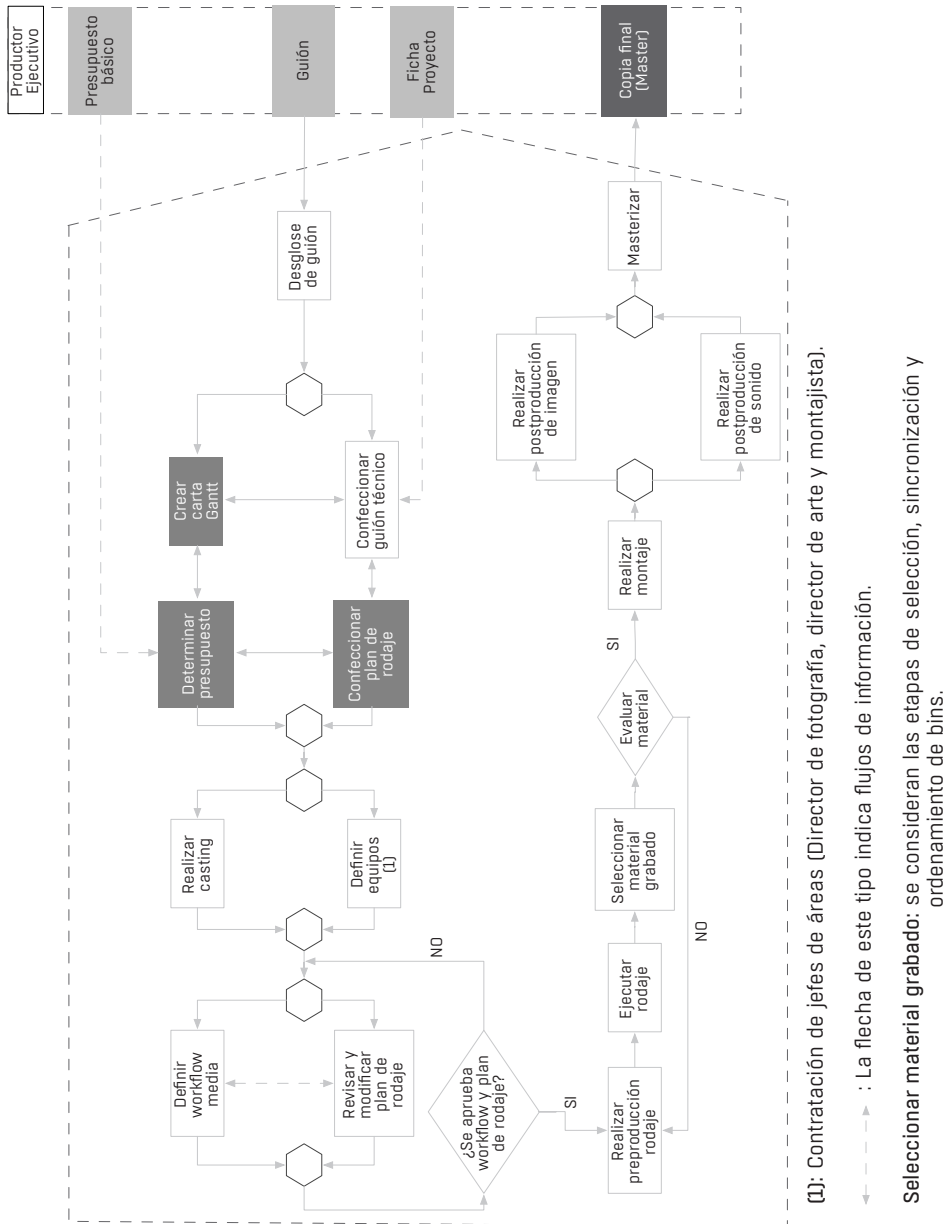 Productor
Ejecutivo
Presupuesto
básico
Guión
Ficha
Proyecto
Copia final
(Master)
Desglose
de guión
Crear
carta
Gantt
Confeccionar
guión técnico
Determinar
presupuesto
Confeccionar
plan de
rodaje
Realizar
casting
Definir
equipos
(1)
Definir
workflow
media
Revisar y
modificar
plan de
rodaje
¿Se aprueba
workflow y plan
de rodaje?
NO
SI
Realizar
preproducción
rodaje
Ejecutar
rodaje
Seleccionar
material
grabado
Evaluar
material
NO
SI
Realizar
montaje
Realizar
postproducción
de imagen
Realizar
postproducción
de sonido
Masterizar
(1): Contratación de jefes de áreas (Director de fotografía, director de arte y montajista).
: La flecha de este tipo indica flujos de información.
Seleccionar material grabado: se consideran las etapas de selección, sincronización y
ordenamiento de bins.